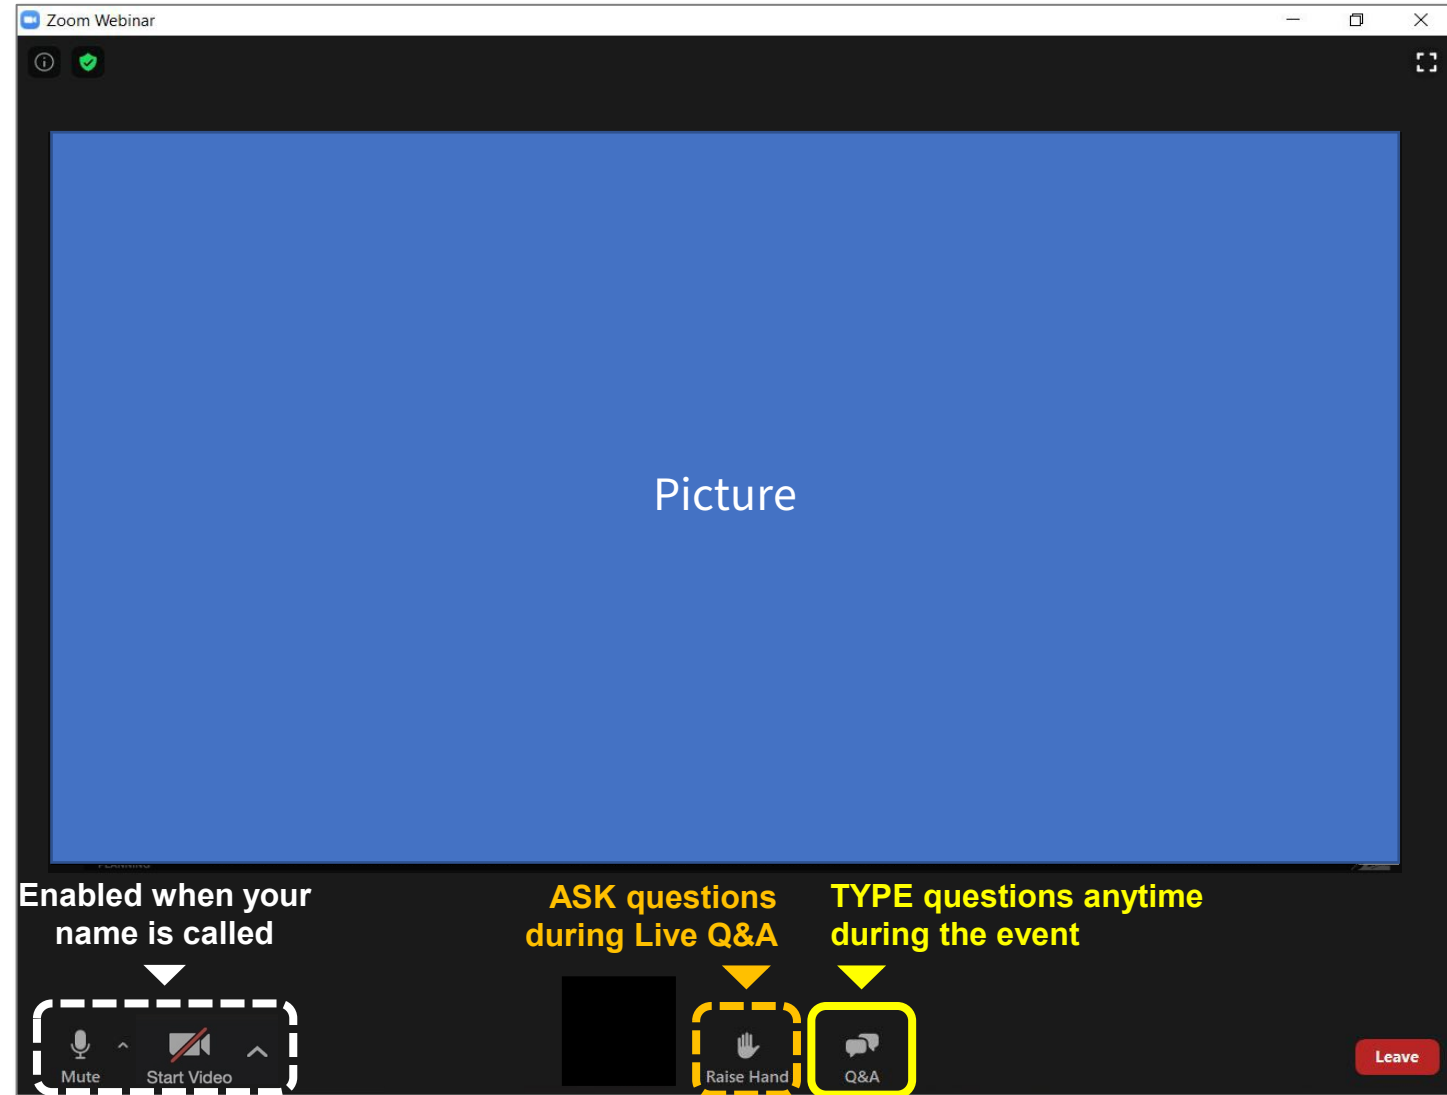 Zoom Webinar
Picture
Enabled when your
name is called
ASK questions
during Live Q&A
TYPE questions anytime
during the event
Mute
Start Video
Raise Hand
Q&A
Leave